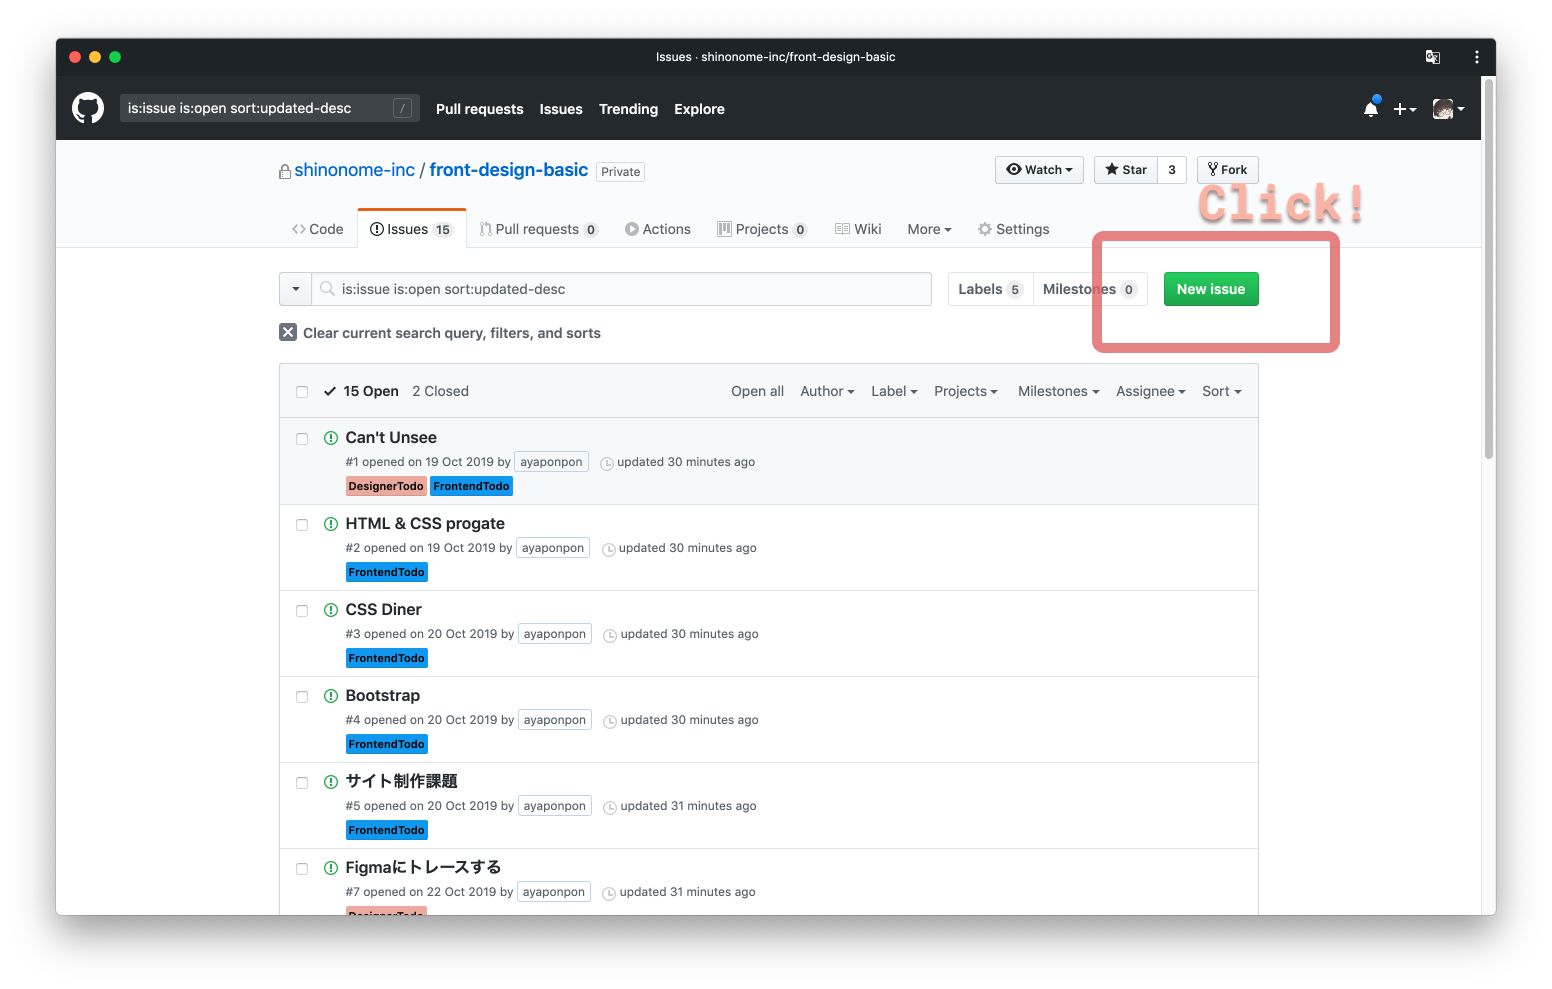 Issues · shinonome-inc/front-design-basic
is:issue is:open sort:updated-desc / Pull requests Issues Trending Explore
shinonome-inc / front-design-basic Private Watch Star 3 Fork
Click!
Code Issues 15 Pull requests 0 Actions Projects 0 Wiki More Settings
is:issue is:open sort:updated-desc Labels 5 Milestones 0 New issue
Clear current search query, filters, and sorts
15 Open 2 Closed Open all Author Label Projects Milestones Assignee Sort
Can't Unsee
#1 opened on 19 Oct 2019 by ayaponpon updated 30 minutes ago
DesignerTodo FrontendTodo
HTML & CSS progate
#2 opened on 19 Oct 2019 by ayaponpon updated 30 minutes ago
FrontendTodo
CSS Diner
#3 opened on 20 Oct 2019 by ayaponpon updated 30 minutes ago
FrontendTodo
Bootstrap
#4 opened on 20 Oct 2019 by ayaponpon updated 30 minutes ago
FrontendTodo
サイト制作課題
#5 opened on 20 Oct 2019 by ayaponpon updated 31 minutes ago
FrontendTodo
Figmaにトレースする
#7 opened on 22 Oct 2019 by ayaponpon updated 31 minutes ago
DesignerTodo